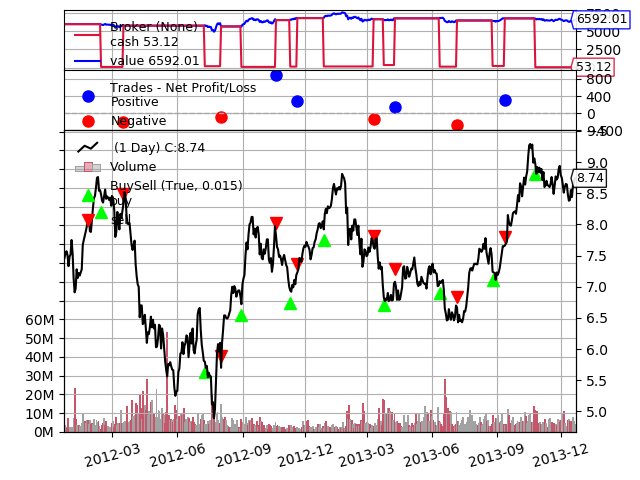 7500
Broker (None)
6592.01
cash 53.12
5000
2500
value 6592.01
53.12
800
Trades - Net Profit/Loss
Positive
400
Negative
0
-400
9.5
(1 Day) C:8.74
9.0
Volume
8.74
BuySell (True, 0.015)
8.5
buy
sell
8.0
7.5
7.0
6.5
60M
50M
6.0
40M
30M
5.5
20M
10M
5.0
0M
2012-03
2012-06
2012-09
2012-12
2013-03
2013-06
2013-09
2013-12